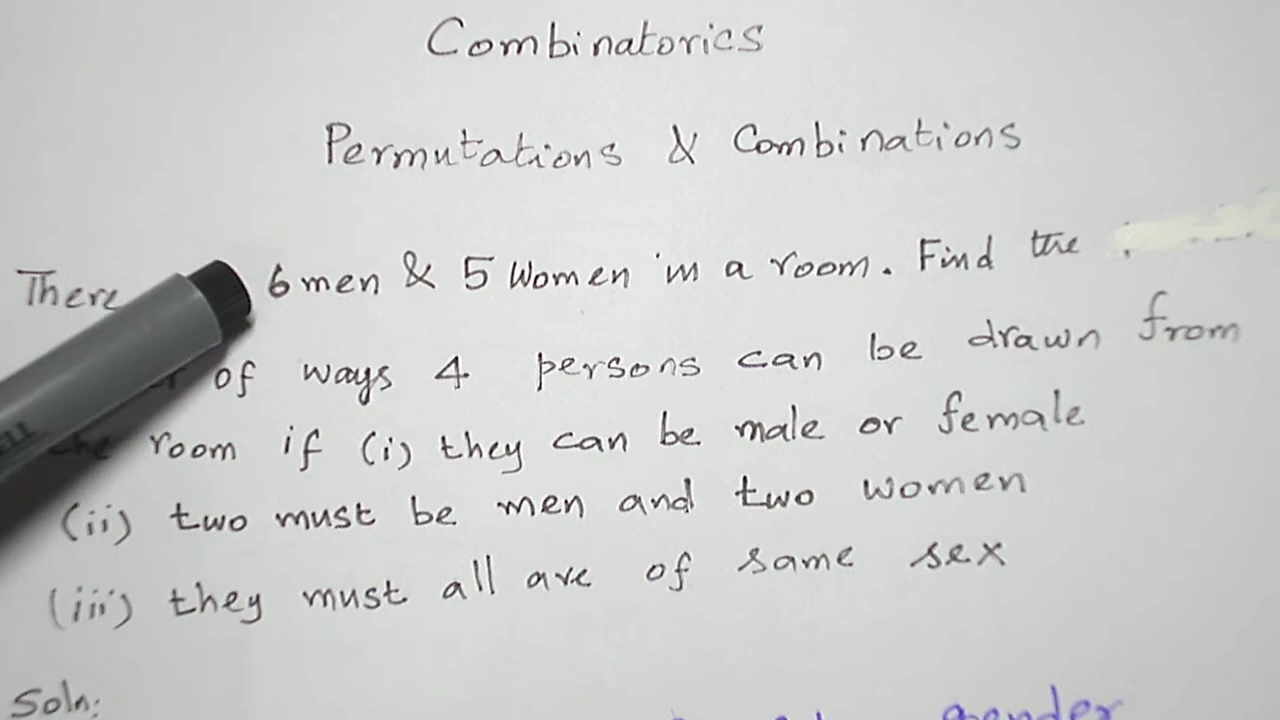 Combinatorics
Permutations & Combinations
There 6 men & 5 Women in a room. Find the
of ways 4 persons can be drawn from
room if (i) they can be male or female
(ii) two must be men and two women
(iii) they must all are of same sex
Soln:
gender